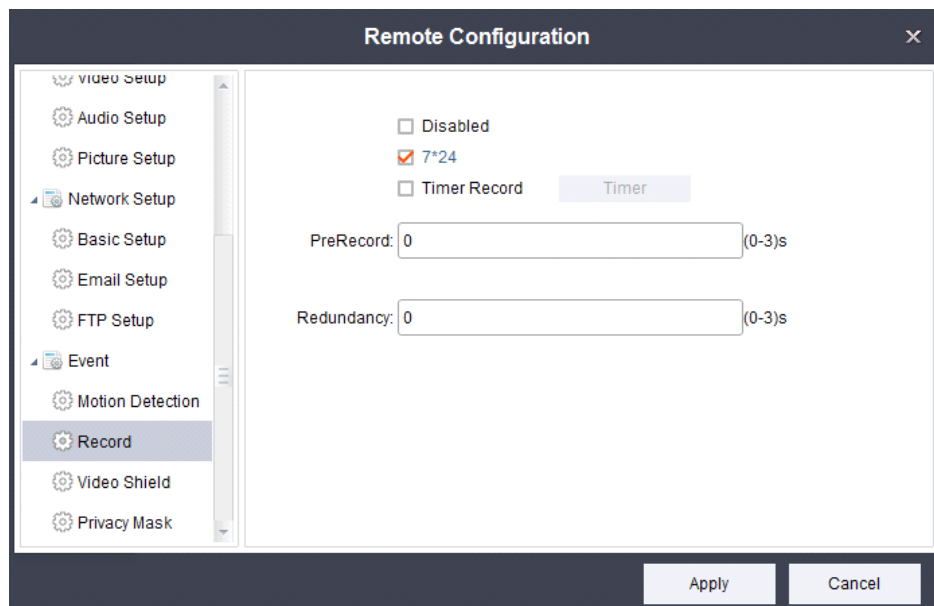 Remote Configuration
Video Setup
Audio Setup
Picture Setup
Network Setup
Basic Setup
Email Setup
FTP Setup
Event
Motion Detection
Record
Video Shield
Privacy Mask
Disabled
7*24
Timer Record Timer
PreRecord: 0 (0-3)s
Redundancy: 0 (0-3)s
Apply Cancel